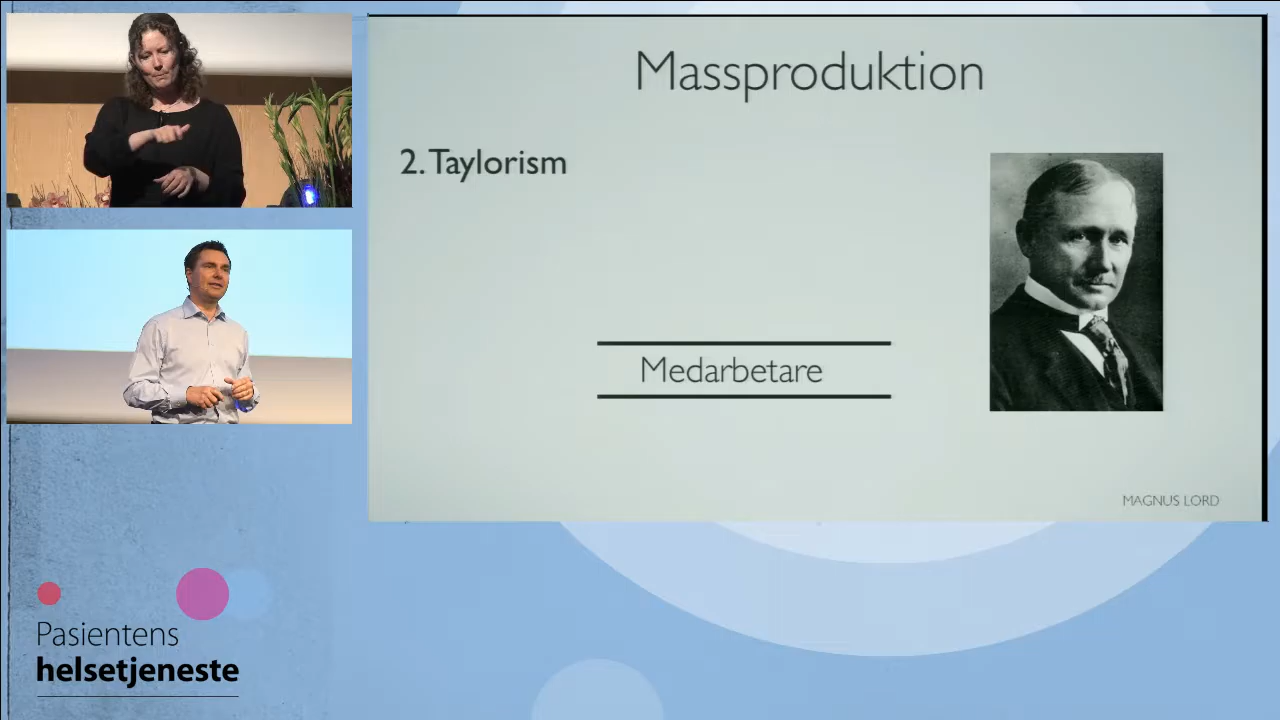 Massproduktion
2. Taylorism
Medarbetare
MAGNUS LORD
Pasientens
helsetjeneste